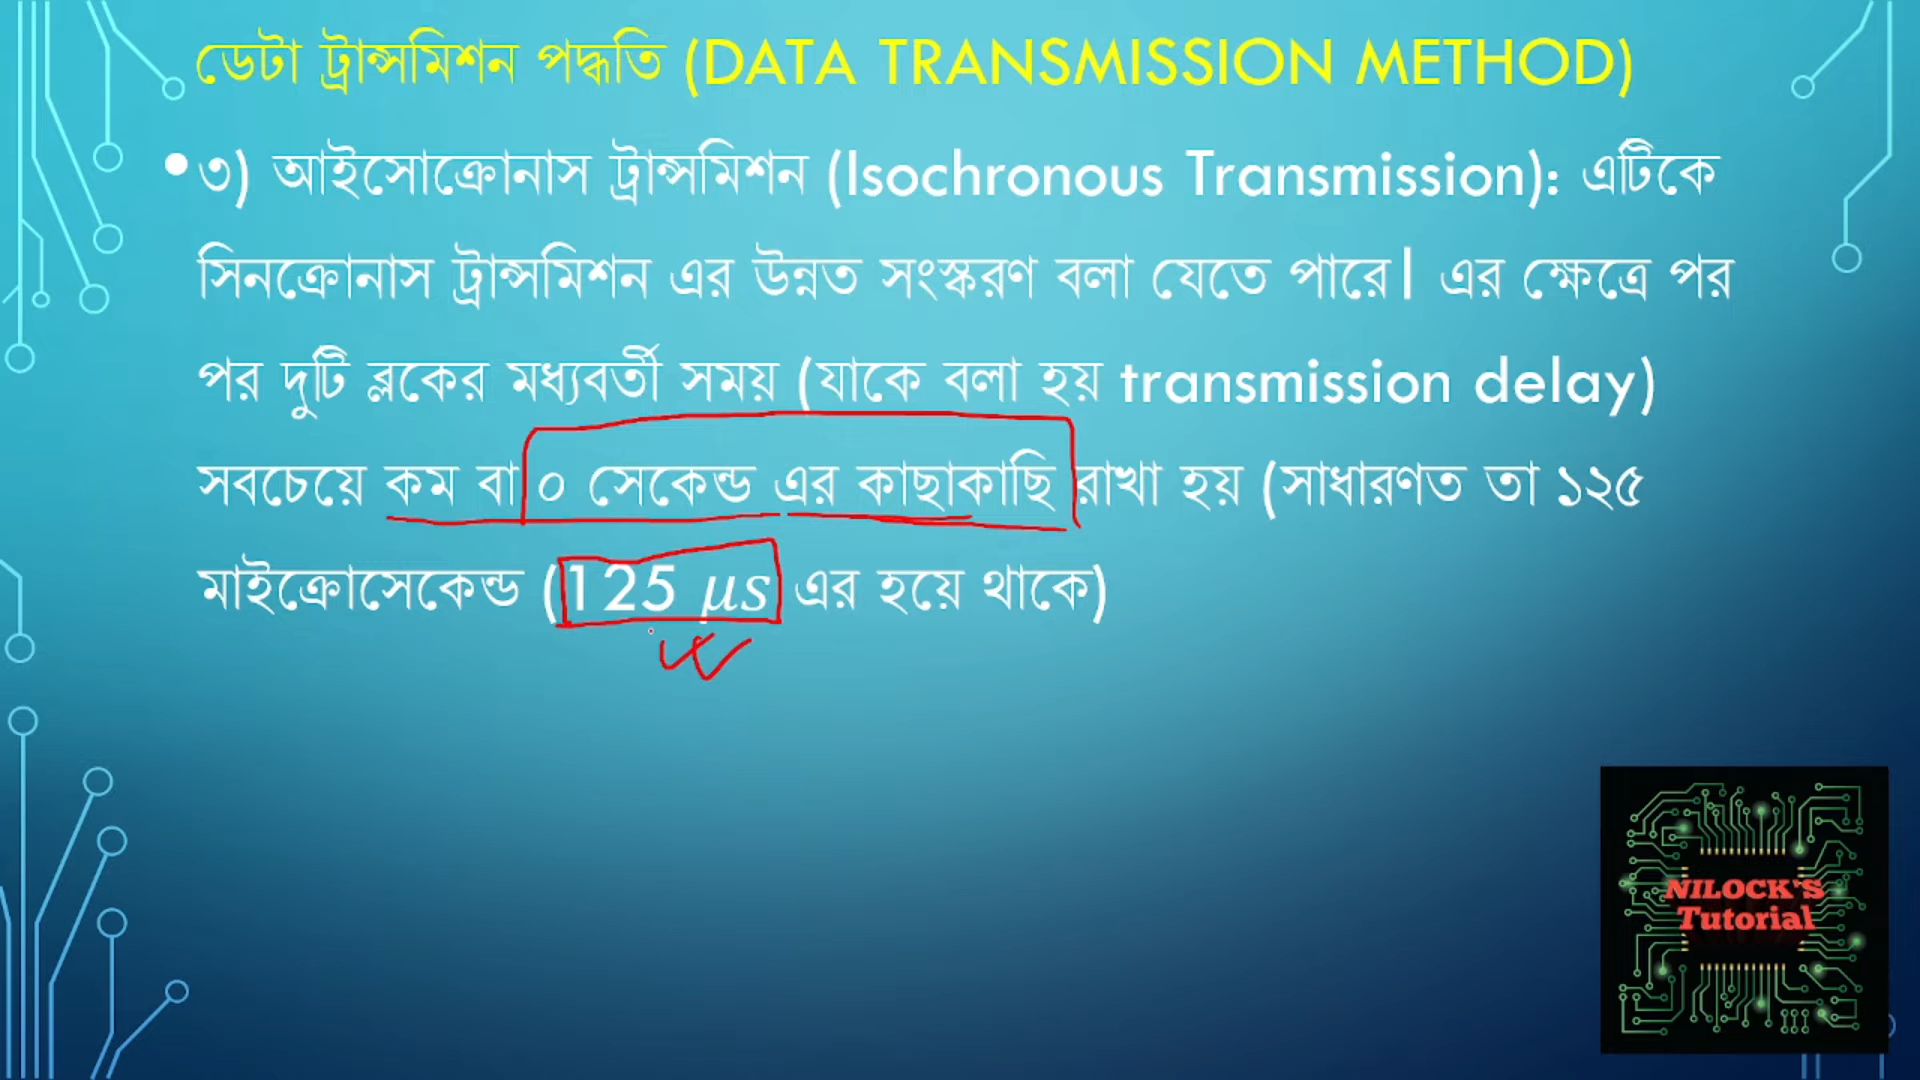 ডেটা ট্রান্সমিশন পদ্ধতি (DATA TRANSMISSION METHOD)
• ৩) আইসোক্রোনাস ট্রান্সমিশন (Isochronous Transmission): এটিকে
সিনক্রোনাস ট্রান্সমিশন এর উন্নত সংস্করণ বলা যেতে পারে। এর ক্ষেত্রে পর
পর দুটি ব্লকের মধ্যবর্তী সময় (যাকে বলা হয় transmission delay)
সবচেয়ে কম বা ০ সেকেন্ড এর কাছাকাছি রাখা হয় (সাধারণত তা ১২৫
মাইক্রোসেকেন্ড (125 μs এর হয়ে থাকে)
NILOCK'S
Tutorial